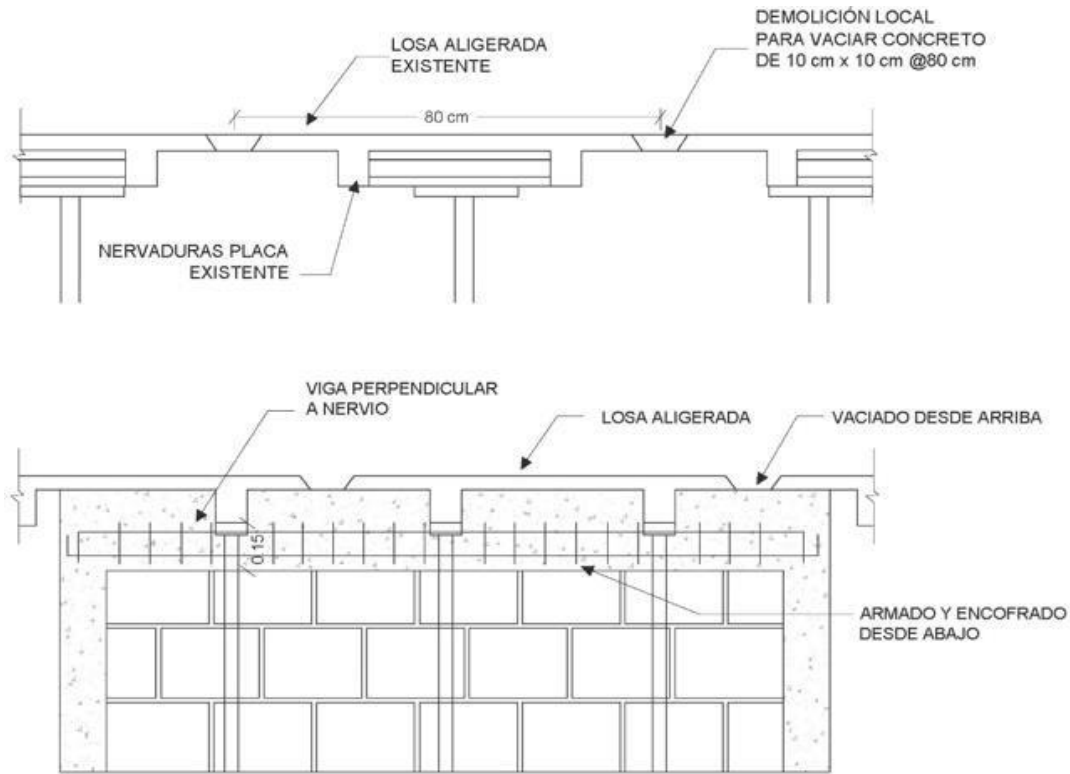 LOSA ALIGERADA
EXISTENTE
DEMOLICIÓN LOCAL
PARA VACIAR CONCRETO
DE 10 cm x 10 cm @80 cm
80 cm
NERVADURAS PLACA
EXISTENTE
VIGA PERPENDICULAR
A NERVIO
LOSA ALIGERADA
VACIADO DESDE ARRIBA
0.15
ARMADO Y ENCOFRADO
DESDE ABAJO